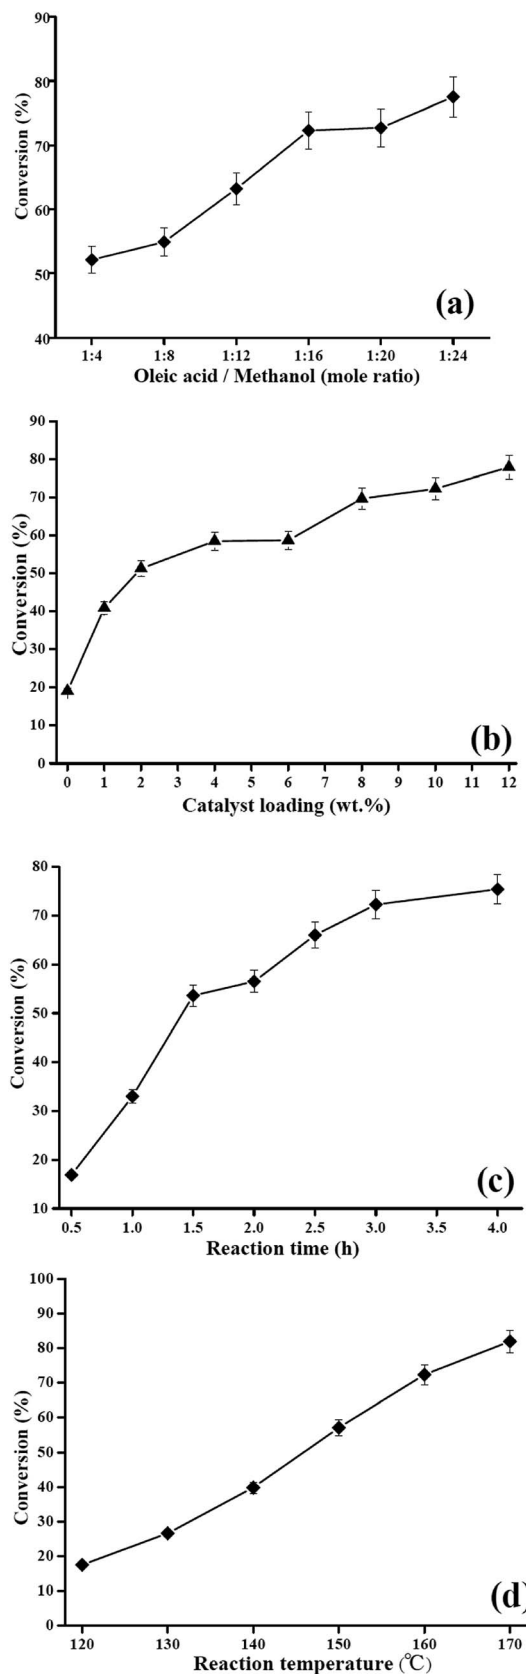 90
80
70
60
50
40
Conversion (%)
(a)
1:4 1:8 1:12 1:16 1:20 1:24
Oleic acid / Methanol (mole ratio)
90
80
70
60
50
40
30
20
10
0
Conversion (%)
(b)
0 1 2 3 4 5 6 7 8 9 10 11 12
Catalyst loading (wt.%)
80
70
60
50
40
30
20
10
Conversion (%)
(c)
0.5 1.0 1.5 2.0 2.5 3.0 3.5 4.0
Reaction time (h)
100
90
80
70
60
50
40
30
20
10
0
Conversion (%)
(d)
120 130 140 150 160 170
Reaction temperature (℃)